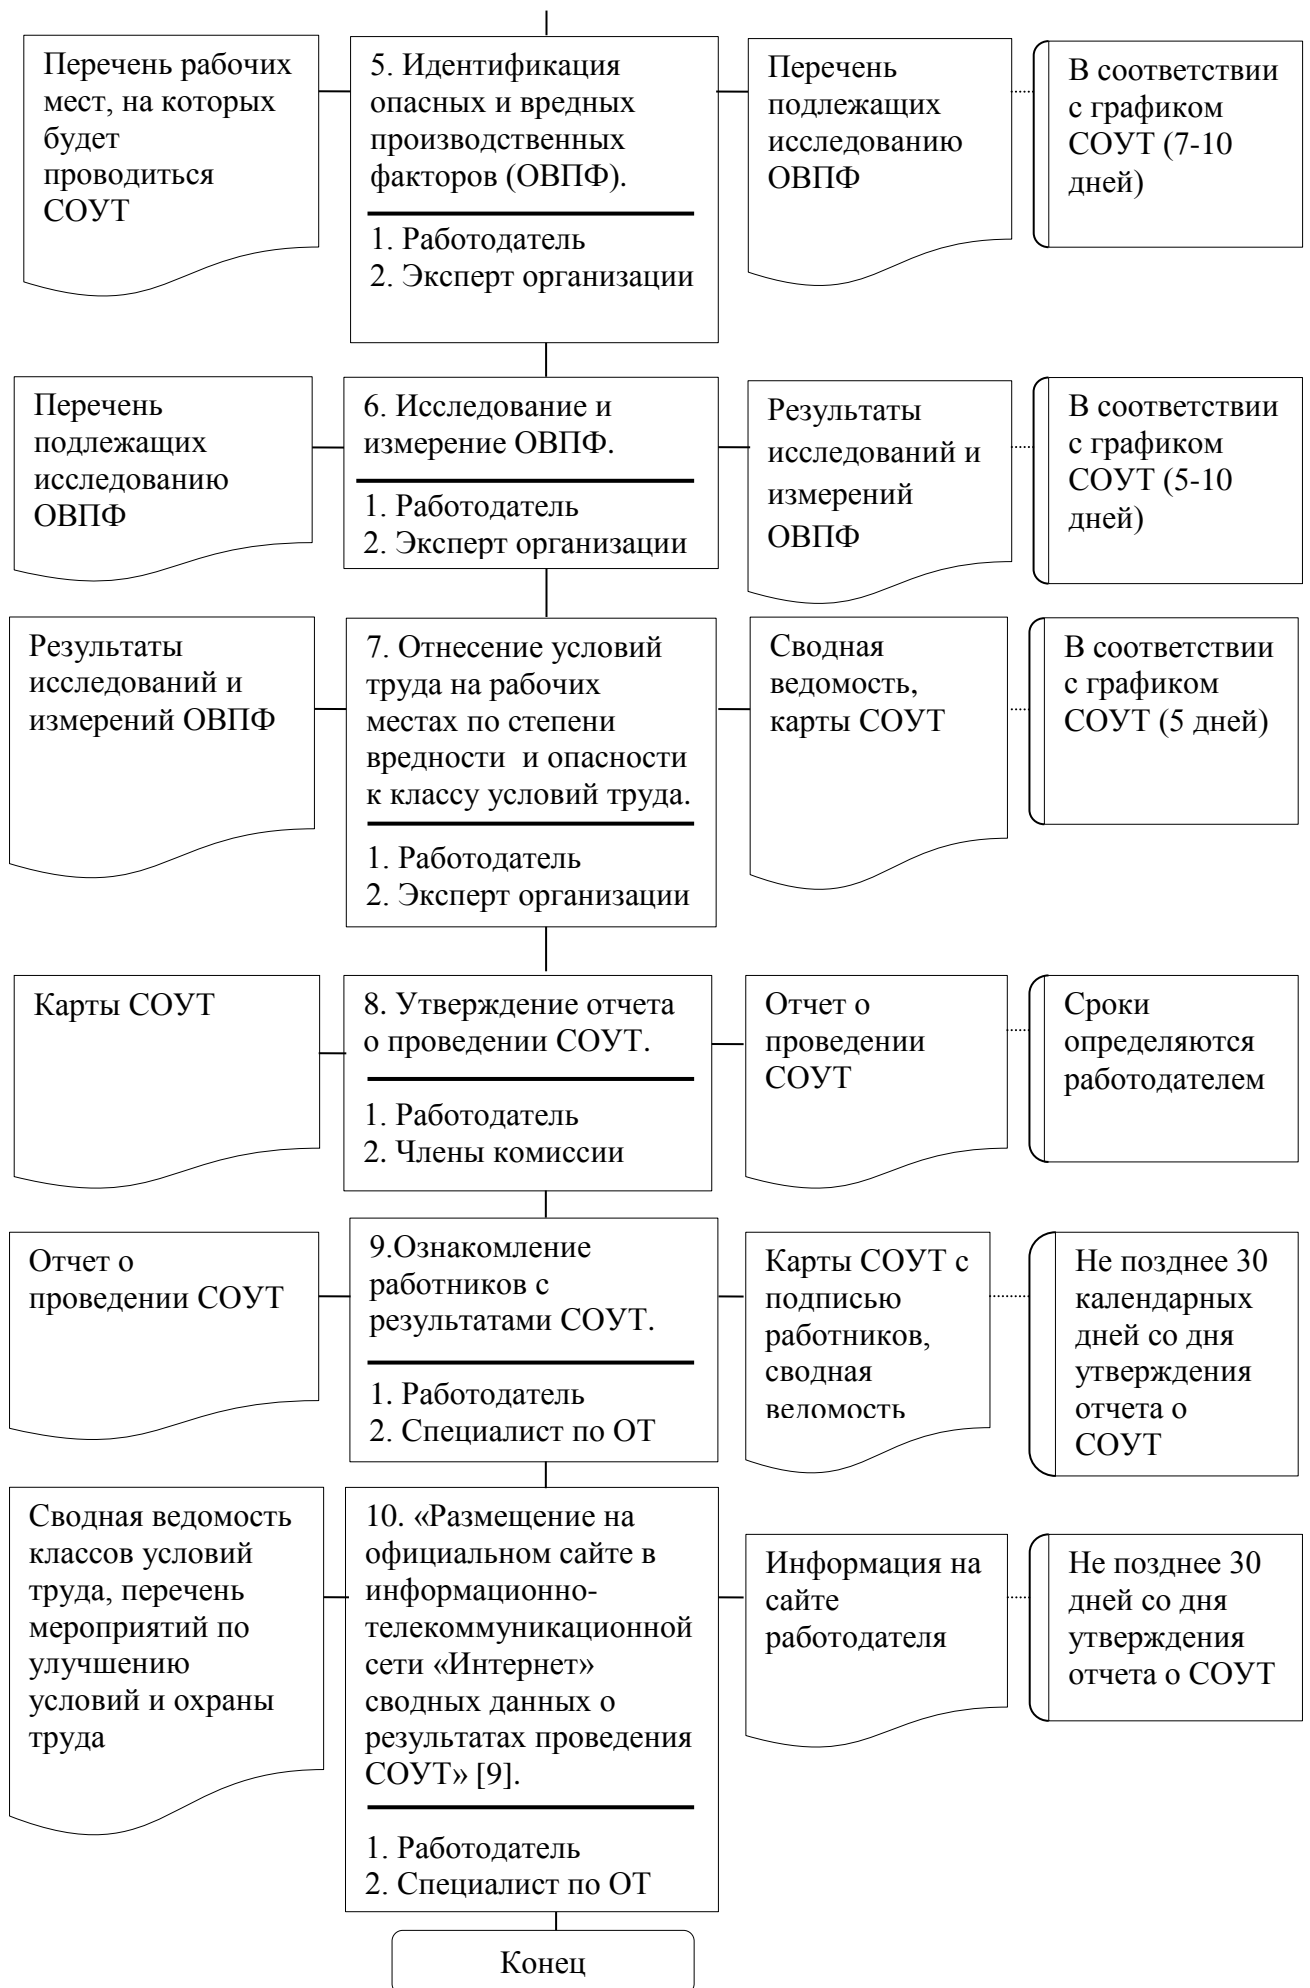 Перечень рабочих
мест, на которых
будет
проводиться
СОУТ
5. Идентификация
опасных и вредных
производственных
факторов (ОВПФ).
1. Работодатель
2. Эксперт организации
Перечень
подлежащих
исследованию
ОВПФ
В соответствии
с графиком
СОУТ (7-10
дней)
Перечень
подлежащих
исследованию
ОВПФ
6. Исследование и
измерение ОВПФ.
1. Работодатель
2. Эксперт организации
Результаты
исследований и
измерений
ОВПФ
В соответствии
с графиком
СОУТ (5-10
дней)
Результаты
исследований и
измерений ОВПФ
7. Отнесение условий
труда на рабочих
местах по степени
вредности  и опасности
к классу условий труда.
1. Работодатель
2. Эксперт организации
Сводная
ведомость,
карты СОУТ
В соответствии
с графиком
СОУТ (5 дней)
Карты СОУТ
8. Утверждение отчета
о проведении СОУТ.
1. Работодатель
2. Члены комиссии
Отчет о
проведении
СОУТ
Сроки
определяются
работодателем
Отчет о
проведении СОУТ
9.Ознакомление
работников с
результатами СОУТ.
1. Работодатель
2. Специалист по ОТ
Карты СОУТ с
подписью
работников,
сводная
ведомость
Не позднее 30
календарных
дней со дня
утверждения
отчета о
СОУТ
Сводная ведомость
классов условий
труда, перечень
мероприятий по
улучшению
условий и охраны
труда
10. «Размещение на
официальном сайте в
информационно-
телекоммуникационной
сети «Интернет»
сводных данных о
результатах проведения
СОУТ» [9].
1. Работодатель
2. Специалист по ОТ
Информация на
сайте
работодателя
Не позднее 30
дней со дня
утверждения
отчета о СОУТ
Конец